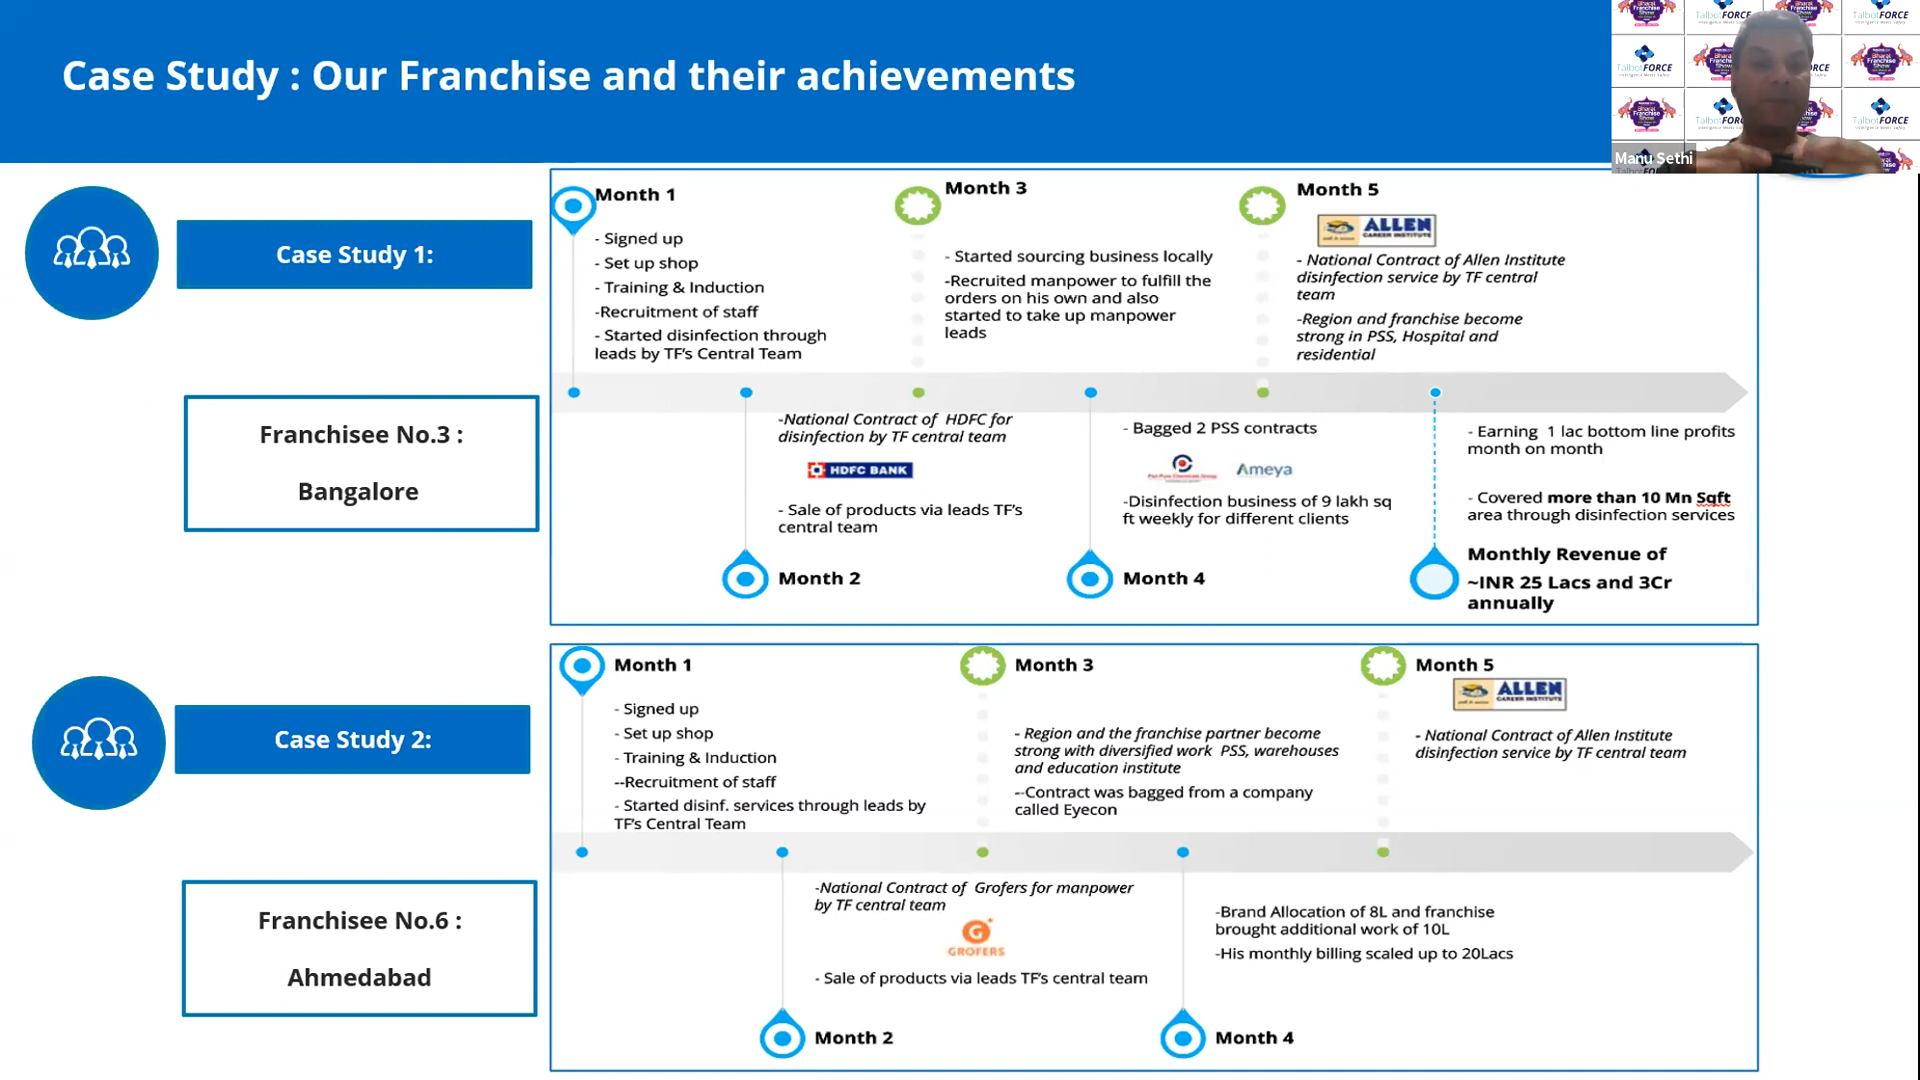 Case Study : Our Franchise and their achievements
TalbotFORCE
Bharat Franchise Show
Manu Sethi
Case Study 1:
Franchisee No.3 :
Bangalore
Month 1
- Signed up
- Set up shop
- Training & Induction
-Recruitment of staff
- Started disinfection through
leads by TF's Central Team
Month 3
- Started sourcing business locally
-Recruited manpower to fulfill the
orders on his own and also
started to take up manpower
leads
Month 5
ALLEN
CAREER INSTITUTE
- National Contract of Allen Institute
disinfection service by TF central
team
-Region and franchise become
strong in PSS, Hospital and
residential
-National Contract of  HDFC for
disinfection by TF central team
HDFC BANK
- Sale of products via leads TF's
central team
Month 2
- Bagged 2 PSS contracts
Ameya
-Disinfection business of 9 lakh sq
ft weekly for different clients
Month 4
- Earning  1 lac bottom line profits
month on month
- Covered more than 10 Mn Sqft
area through disinfection services
Monthly Revenue of
~INR 25 Lacs and 3Cr
annually
Case Study 2:
Franchisee No.6 :
Ahmedabad
Month 1
- Signed up
- Set up shop
- Training & Induction
--Recruitment of staff
- Started disinf. services through leads by
TF's Central Team
Month 3
- Region and the franchise partner become
strong with diversified work  PSS, warehouses
and education institute
--Contract was bagged from a company
called Eyecon
Month 5
ALLEN
CAREER INSTITUTE
- National Contract of Allen Institute
disinfection service by TF central team
-National Contract of  Grofers for manpower
by TF central team
GROFERS
- Sale of products via leads TF's central team
Month 2
-Brand Allocation of 8L and franchise
brought additional work of 10L
-His monthly billing scaled up to 20Lacs
Month 4